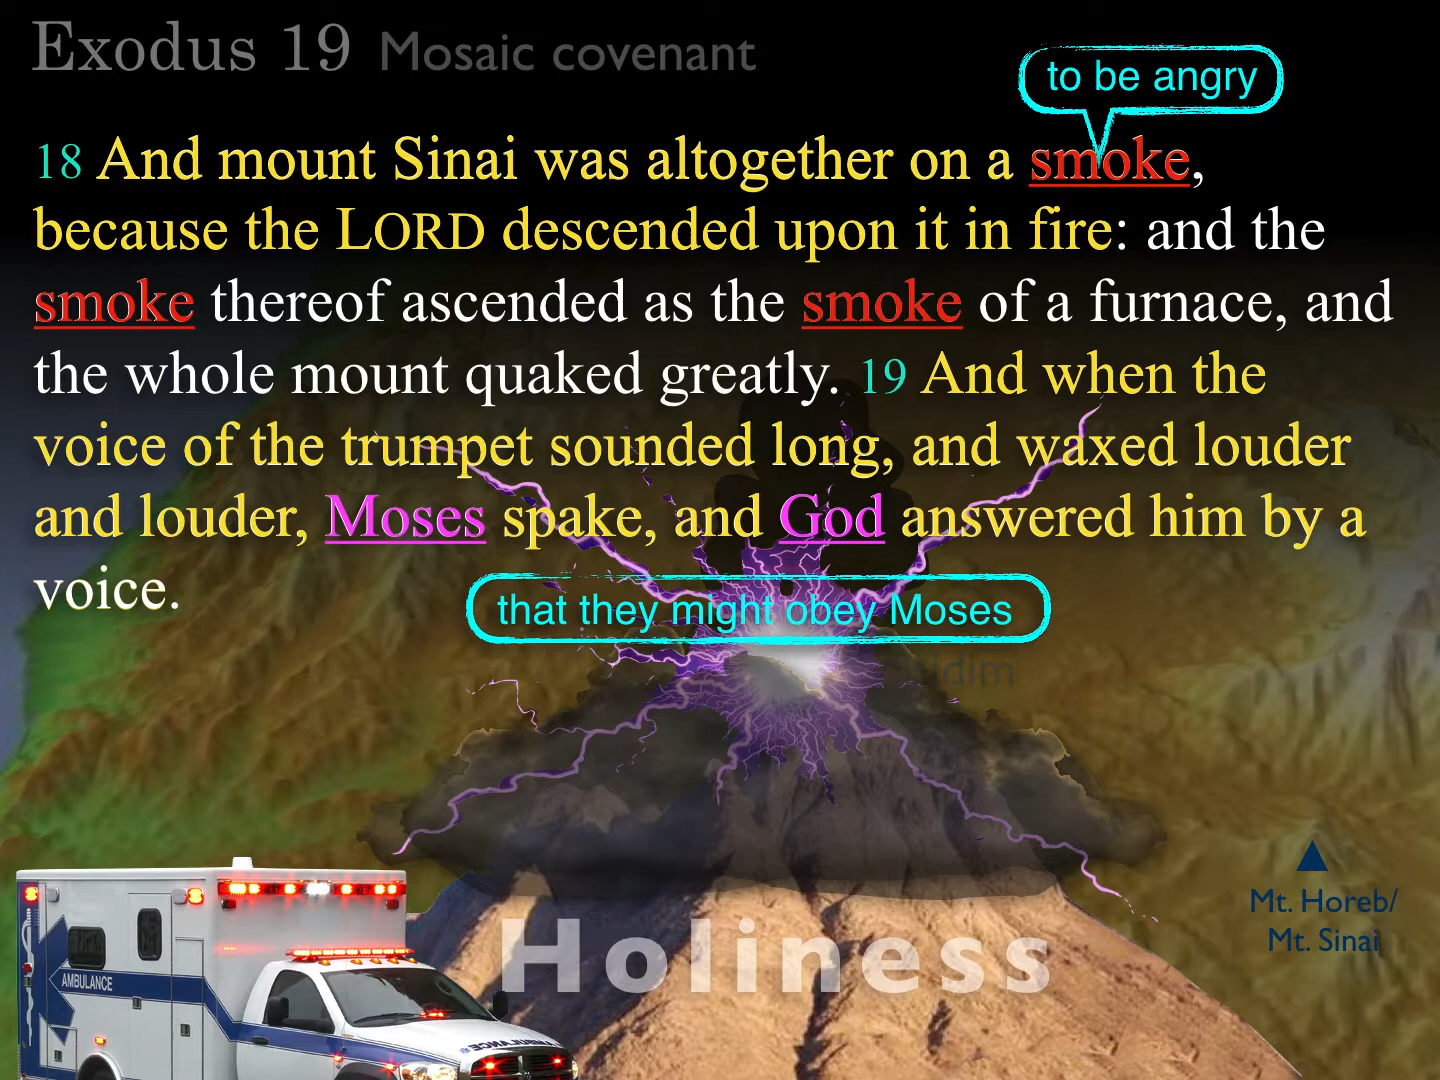 Exodus 19 Mosaic covenant
to be angry
18 And mount Sinai was altogether on a smoke,
because the LORD descended upon it in fire: and the
smoke thereof ascended as the smoke of a furnace, and
the whole mount quaked greatly. 19 And when the
voice of the trumpet sounded long, and waxed louder
and louder, Moses spake, and God answered him by a
voice.
that they might obey Moses
Mt. Horeb/
Mt. Sinai
Holiness
AMBULANCE
AMBULANCE